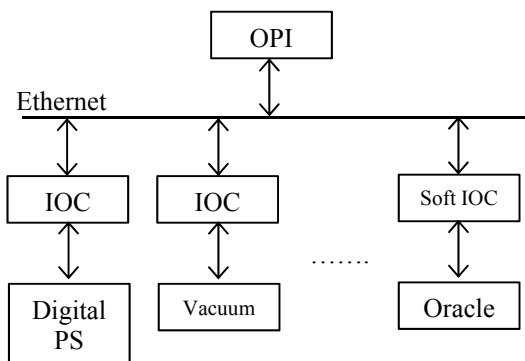 OPI
Ethernet
IOC
IOC
Soft IOC
.......
Digital
PS
Vacuum
Oracle